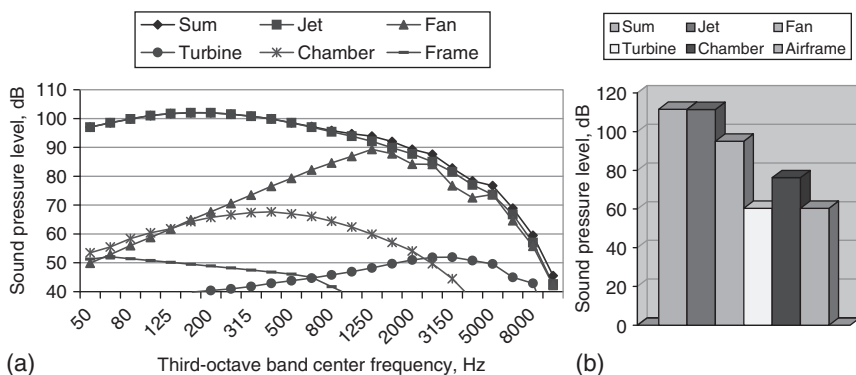 Sum Jet Fan
Turbine Chamber Frame
Sound pressure level, dB
110
100
90
80
70
60
50
40
50 80 125 200 315 500 800 1250 2000 3150 5000 8000
Third-octave band center frequency, Hz
(a)
Sum Jet Fan
Turbine Chamber Airframe
Sound pressure level, dB
120
100
80
60
40
20
0
(b)